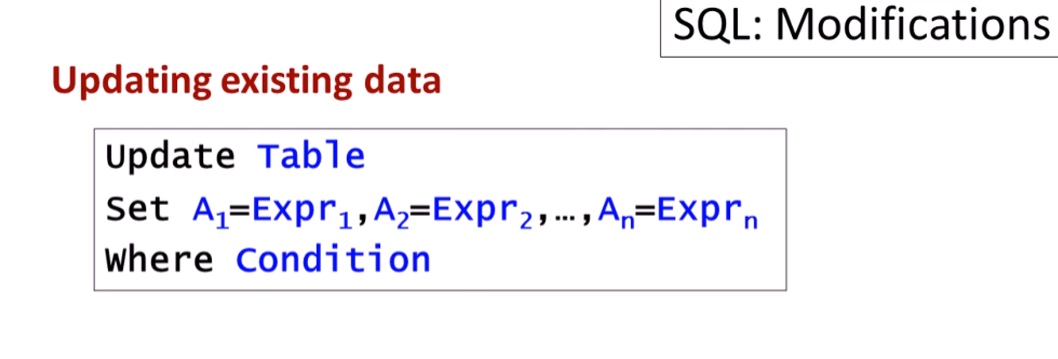 SQL: Modifications
Updating existing data
Update Table
Set A₁=Expr₁,A₂=Expr₂,…,Aₙ=Exprₙ
Where Condition